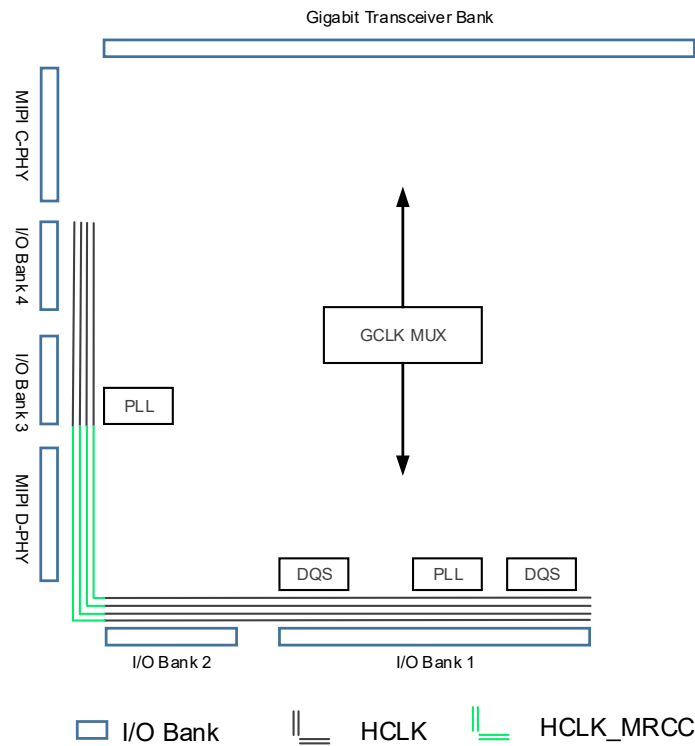 Gigabit Transceiver Bank
MIPI C-PHY
I/O Bank 4
GCLK MUX
I/O Bank 3
PLL
MIPI D-PHY
DQS
PLL
DQS
I/O Bank 2
I/O Bank 1
I/O Bank
HCLK
HCLK_MRCC